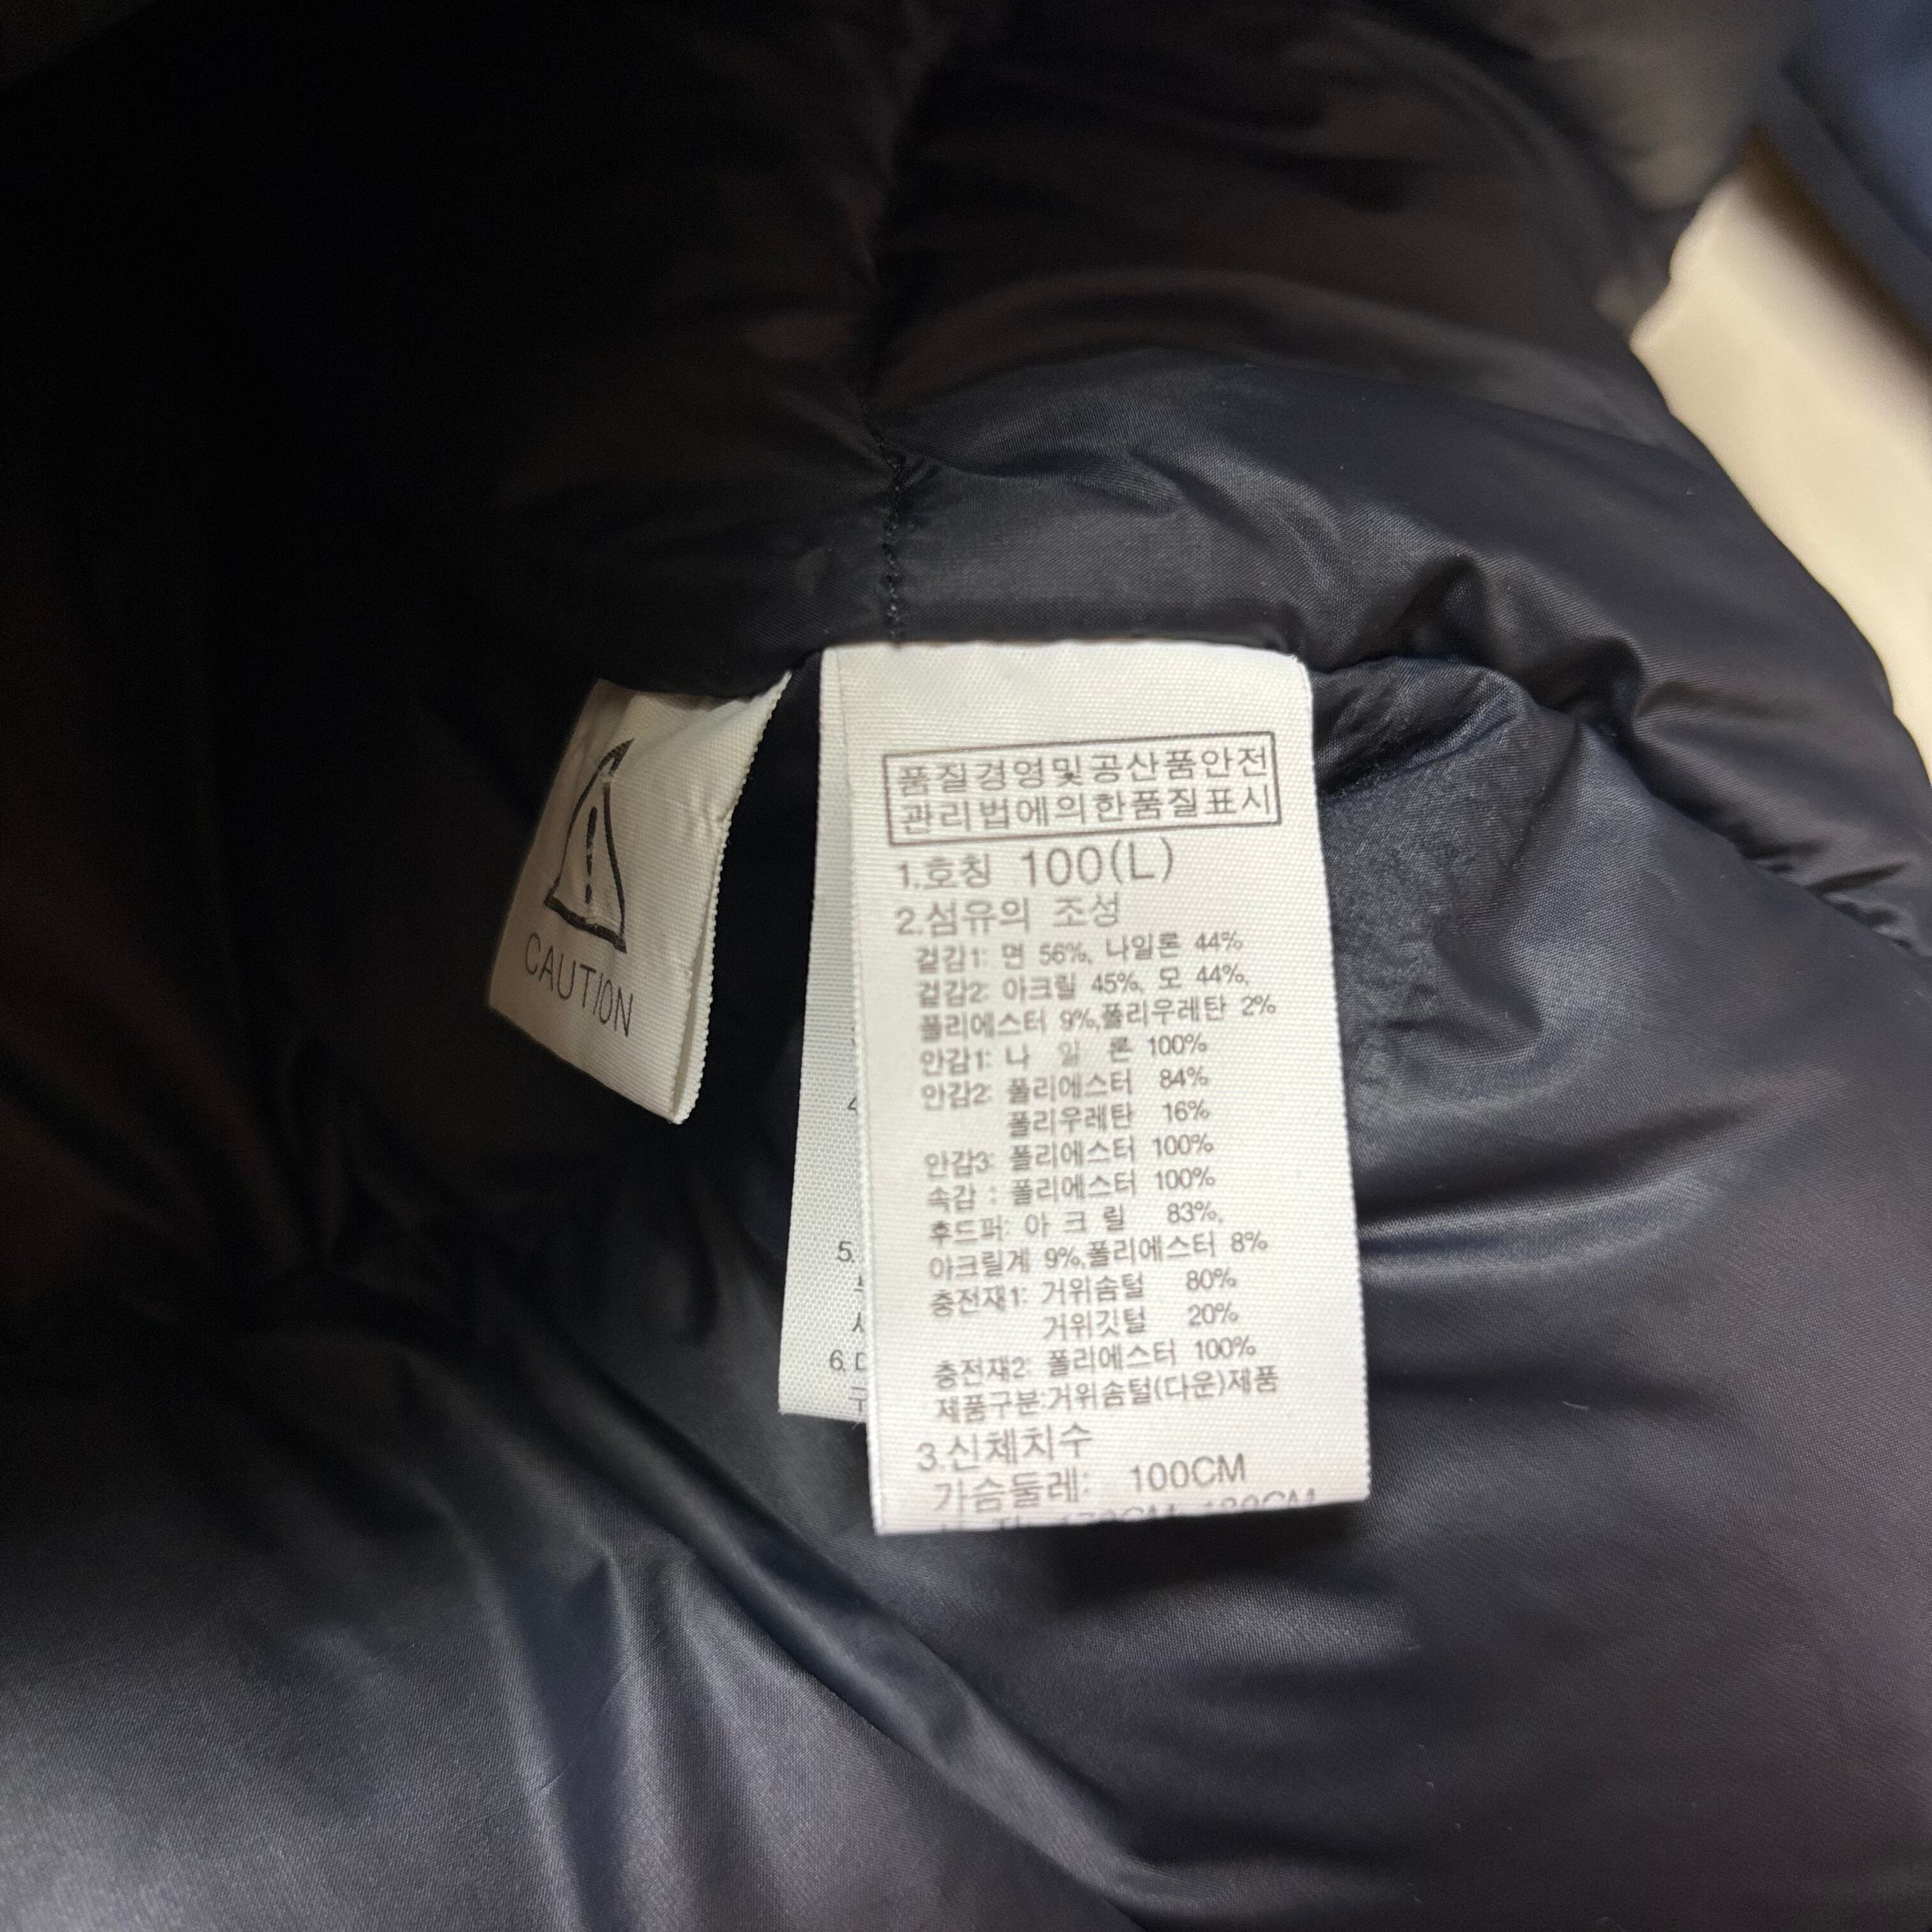 CAUTION
품질경영및공산품안전
관리법에의한품질표시
1.호칭 100(L)
2.섬유의 조성
겉감1: 면 56%, 나일론 44%
겉감2: 아크릴 45%, 모 44%,
폴리에스터 9%,폴리우레탄 2%
안감1: 나 일 론 100%
안감2: 폴리에스터 84%
폴리우레탄 16%
안감3: 폴리에스터 100%
속감 : 폴리에스터 100%
후드퍼: 아 크 릴 83%,
아크릴계 9%,폴리에스터 8%
충전재1: 거위솜털 80%
거위깃털 20%
충전재2: 폴리에스터 100%
제품구분:거위솜털(다운)제품
3.신체치수
가슴둘레: 100CM
4
5.
6.